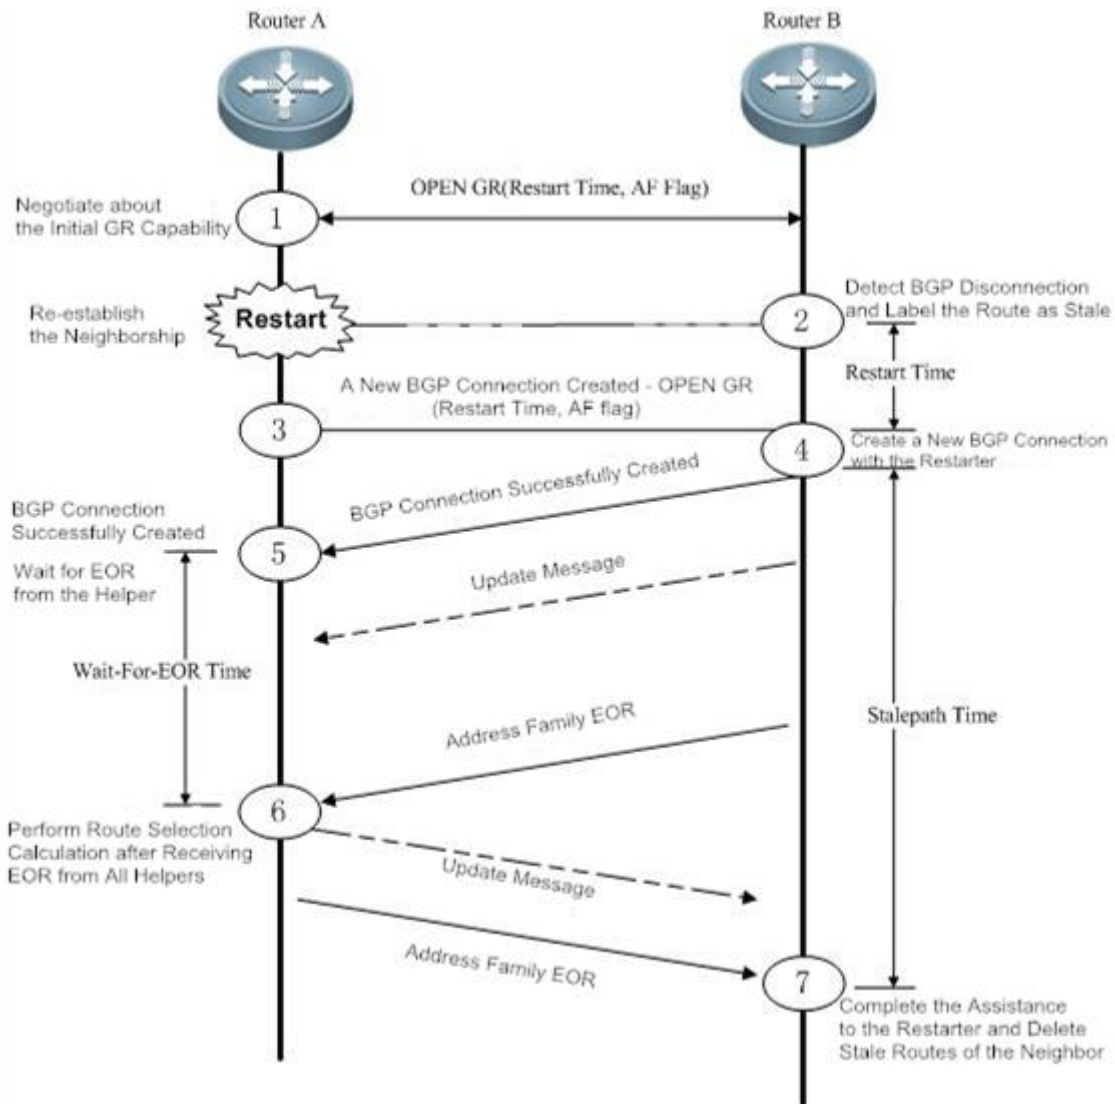 Router A
Router B
OPEN GR(Restart Time, AF Flag)
Negotiate about
the Initial GR Capability
1
Re-establish
the Neighborship
Restart
2
Detect BGP Disconnection
and Label the Route as Stale
Restart Time
A New BGP Connection Created - OPEN GR
(Restart Time, AF flag)
3
4
Create a New BGP Connection
with the Restarter
BGP Connection Successfully Created
BGP Connection
Successfully Created
5
Wait for EOR
from the Helper
Update Message
Wait-For-EOR Time
Stalepath Time
Address Family EOR
6
Perform Route Selection
Calculation after Receiving
EOR from All Helpers
Update Message
Address Family EOR
7
Complete the Assistance
to the Restarter and Delete
Stale Routes of the Neighbor